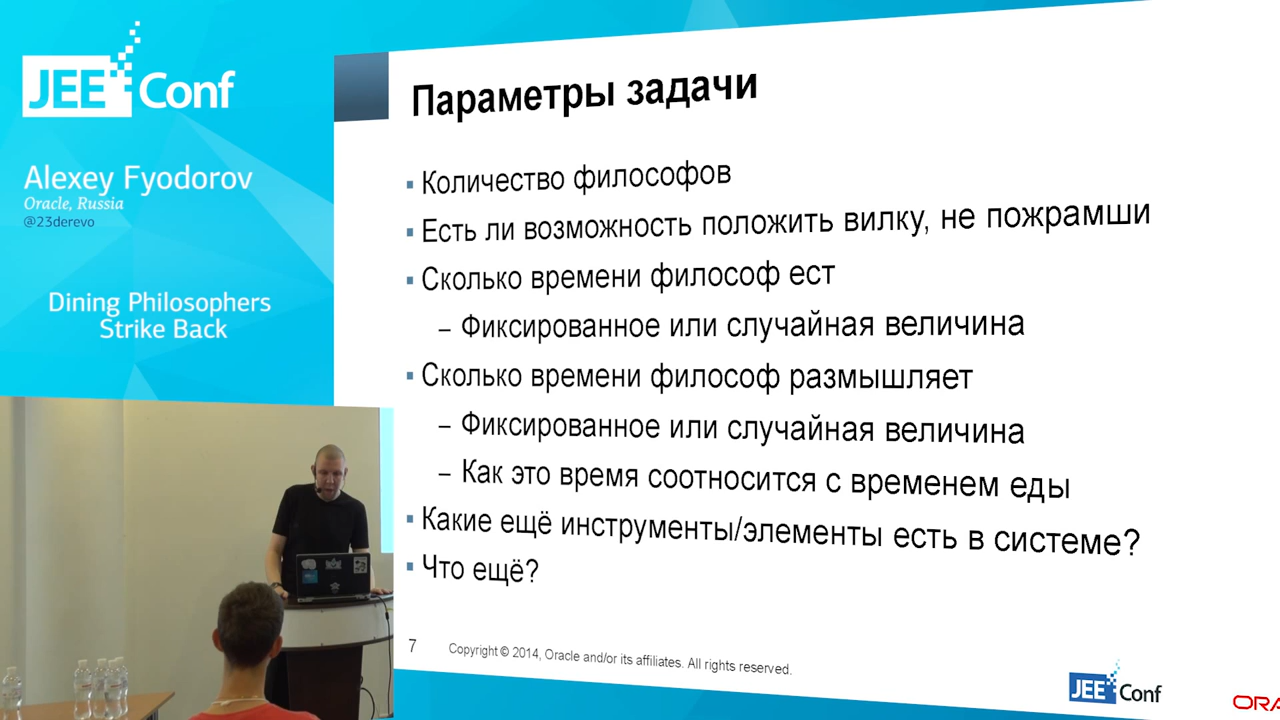 JEE Conf
Alexey Fyodorov
Oracle, Russia
@23derevo
Dining Philosophers
Strike Back
Параметры задачи
Количество философов
Есть ли возможность положить вилку, не пожрамши
Сколько времени философ ест
– Фиксированное или случайная величина
Сколько времени философ размышляет
– Фиксированное или случайная величина
– Как это время соотносится с временем еды
Какие ещё инструменты/элементы есть в системе?
Что ещё?
7
Copyright © 2014, Oracle and/or its affiliates. All rights reserved.
JEE Conf
ORA